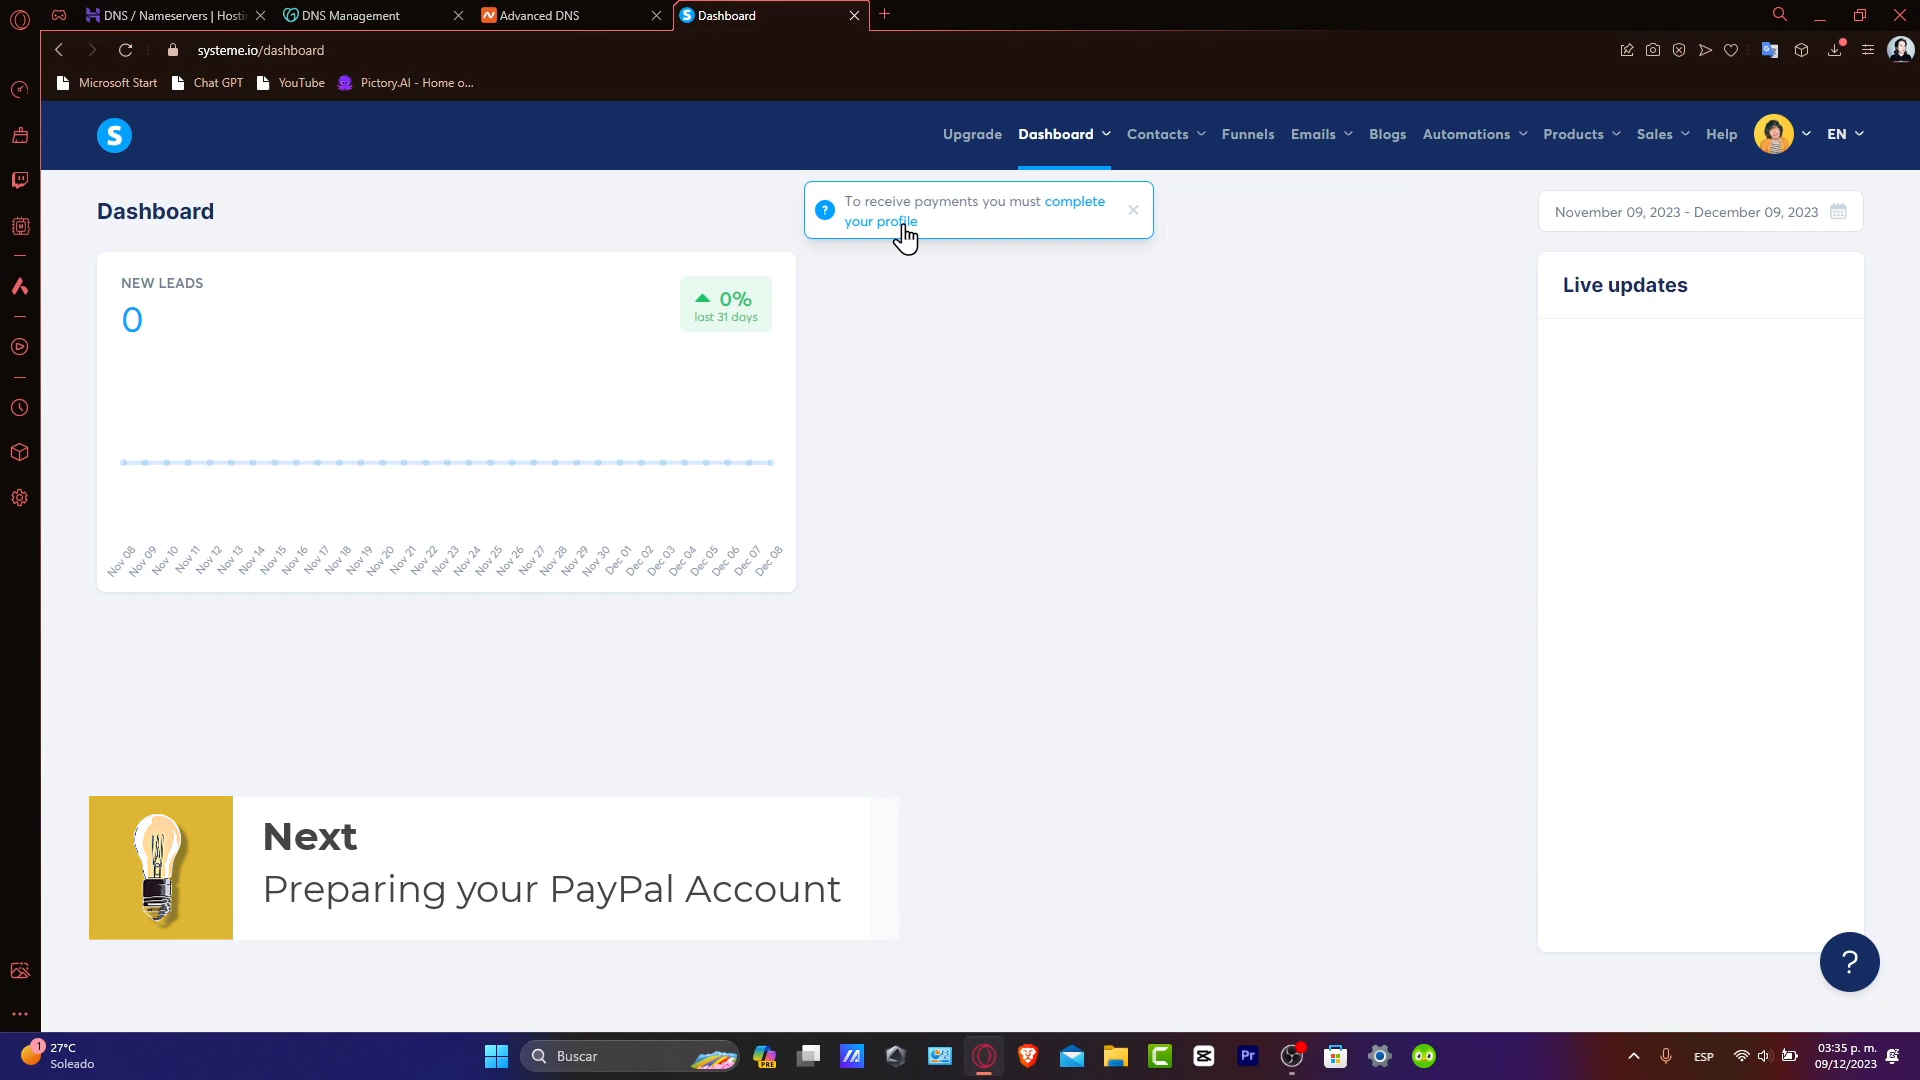 DNS / Nameservers | Hosti
DNS Management
Advanced DNS
Dashboard
systeme.io/dashboard
Microsoft Start
Chat GPT
YouTube
Pictory.AI - Home o...
S
Upgrade
Dashboard
Contacts
Funnels
Emails
Blogs
Automations
Products
Sales
Help
EN
Dashboard
? To receive payments you must complete
your profile
November 09, 2023 - December 09, 2023
NEW LEADS
0
0%
last 31 days
Live updates
Nov 08
Nov 09
Nov 10
Nov 11
Nov 12
Nov 13
Nov 14
Nov 15
Nov 16
Nov 17
Nov 18
Nov 19
Nov 20
Nov 21
Nov 22
Nov 23
Nov 24
Nov 25
Nov 26
Nov 27
Nov 28
Nov 29
Nov 30
Dec 01
Dec 02
Dec 03
Dec 04
Dec 05
Dec 06
Dec 07
Dec 08
Next
Preparing your PayPal Account
?
1
27°C
Soleado
Buscar
PRE
Pr
ESP
03:35 p. m.
09/12/2023